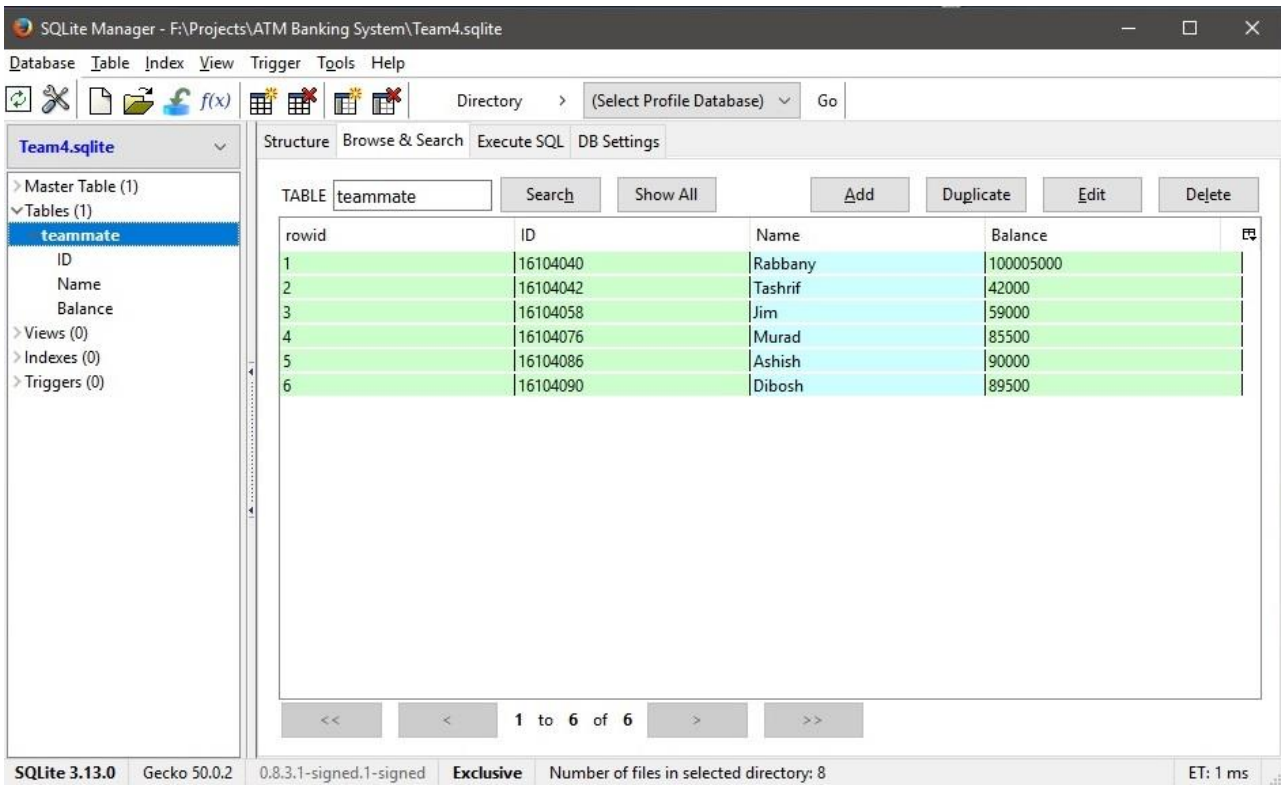 SQLite Manager - F:\Projects\ATM Banking System\Team4.sqlite
Database Table Index View Trigger Tools Help
f(x) Directory > (Select Profile Database) Go
Team4.sqlite
Structure Browse & Search Execute SQL DB Settings
Master Table (1)
Tables (1)
teammate
ID
Name
Balance
Views (0)
Indexes (0)
Triggers (0)
TABLE teammate Search Show All Add Duplicate Edit Delete
rowid ID Name Balance
1 16104040 Rabbany 100005000
2 16104042 Tashrif 42000
3 16104058 Jim 59000
4 16104076 Murad 85500
5 16104086 Ashish 90000
6 16104090 Dibosh 89500
<< < 1 to 6 of 6 > >>
SQLite 3.13.0 Gecko 50.0.2 0.8.3.1-signed.1-signed Exclusive Number of files in selected directory: 8 ET: 1 ms